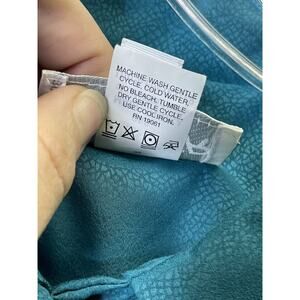 MACHINE WASH GENTLE
CYCLE, COLD WATER,
NO BLEACH, TUMBLE
DRY GENTLE CYCLE.
USE COOL IRON.
RN 19061